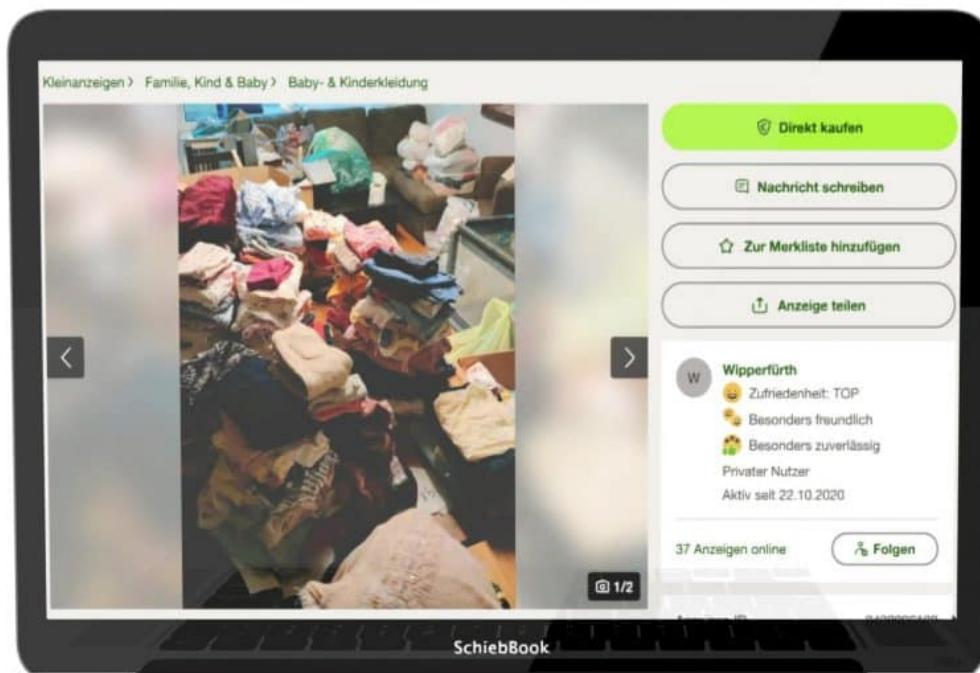 Kleinanzeigen > Familie, Kind & Baby > Baby- & Kinderkleidung
Direkt kaufen
Nachricht schreiben
Zur Merkliste hinzufügen
Anzeige teilen
W
Wipperfürth
Zufriedenheit: TOP
Besonders freundlich
Besonders zuverlässig
Privater Nutzer
Aktiv seit 22.10.2020
37 Anzeigen online
Folgen
1/2
SchiebBook